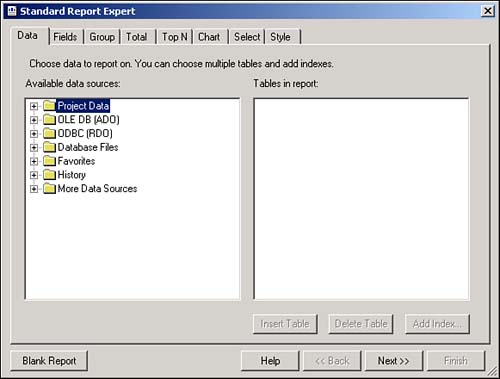 Standard Report Expert
Data Fields Group Total Top N Chart Select Style
Choose data to report on. You can choose multiple tables and add indexes.
Available data sources: Tables in report:
Project Data
OLE DB (ADO)
ODBC (RDO)
Database Files
Favorites
History
More Data Sources
Insert Table Delete Table Add Index...
Blank Report Help << Back Next >> Finish